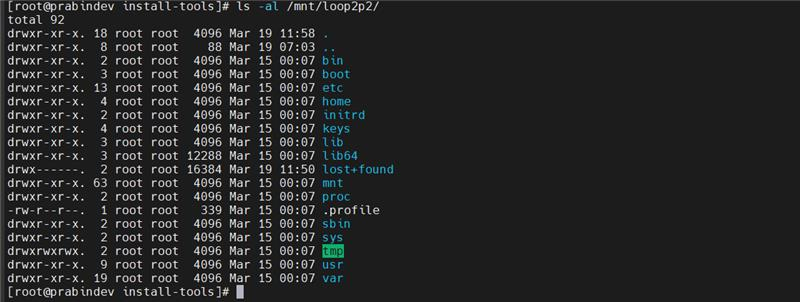 [root@prabindev install-tools]# ls -al /mnt/loop2p2/
total 92
drwxr-xr-x. 18 root root  4096 Mar 19 11:58 .
drwxr-xr-x.  8 root root    88 Mar 19 07:03 ..
drwxr-xr-x.  2 root root  4096 Mar 15 00:07 bin
drwxr-xr-x.  3 root root  4096 Mar 15 00:07 boot
drwxr-xr-x. 13 root root  4096 Mar 15 00:07 etc
drwxr-xr-x.  4 root root  4096 Mar 15 00:07 home
drwxr-xr-x.  2 root root  4096 Mar 15 00:07 initrd
drwxr-xr-x.  4 root root  4096 Mar 15 00:07 keys
drwxr-xr-x.  3 root root  4096 Mar 15 00:07 lib
drwxr-xr-x.  3 root root 12288 Mar 15 00:07 lib64
drwx------.  2 root root 16384 Mar 19 11:50 lost+found
drwxr-xr-x. 63 root root  4096 Mar 15 00:07 mnt
drwxr-xr-x.  2 root root  4096 Mar 15 00:07 proc
-rw-r--r--.  1 root root   339 Mar 15 00:07 .profile
drwxr-xr-x.  2 root root  4096 Mar 15 00:07 sbin
drwxr-xr-x.  2 root root  4096 Mar 15 00:07 sys
drwxrwxrwx.  2 root root  4096 Mar 15 00:07 tmp
drwxr-xr-x.  9 root root  4096 Mar 15 00:07 usr
drwxr-xr-x. 19 root root  4096 Mar 15 00:07 var
[root@prabindev install-tools]#